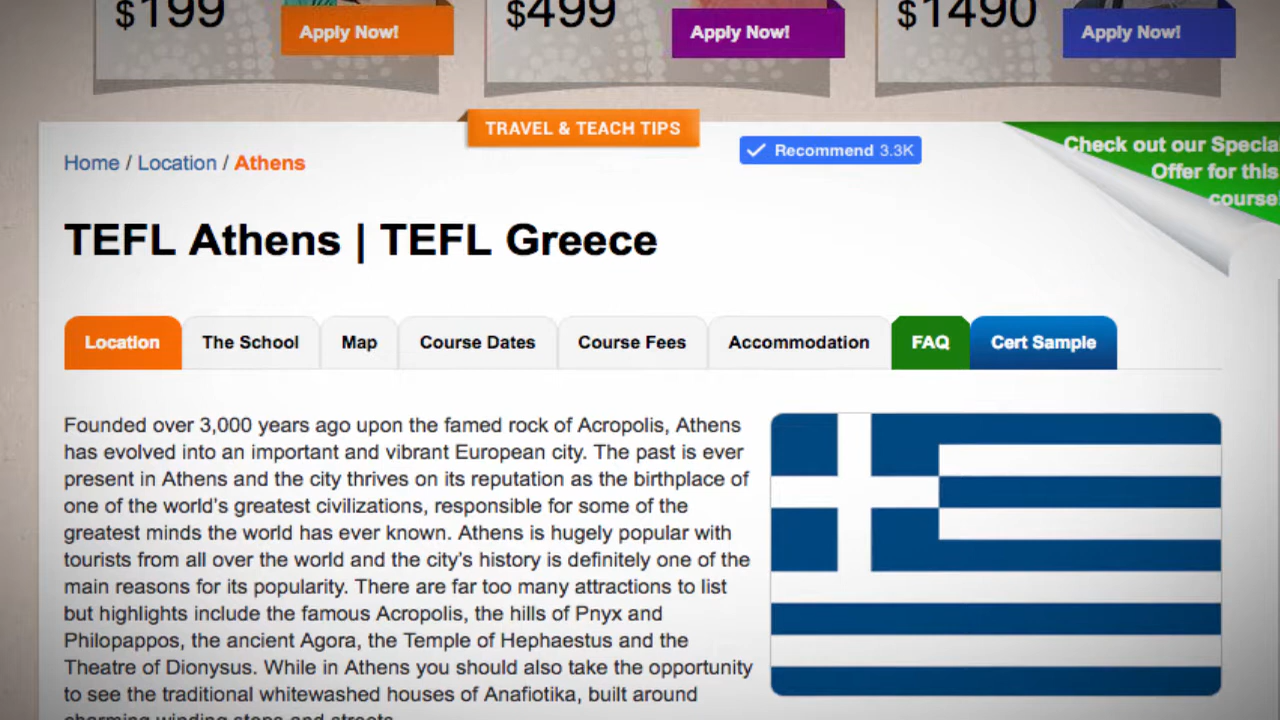 $199
$499
$1490
Apply Now!
Apply Now!
Apply Now!
TRAVEL & TEACH TIPS
Home / Location / Athens
Recommend 3.3K
Check out our Specia
Offer for this
course!
TEFL Athens | TEFL Greece
Location
The School
Map
Course Dates
Course Fees
Accommodation
FAQ
Cert Sample
Founded over 3,000 years ago upon the famed rock of Acropolis, Athens
has evolved into an important and vibrant European city. The past is ever
present in Athens and the city thrives on its reputation as the birthplace of
one of the world's greatest civilizations, responsible for some of the
greatest minds the world has ever known. Athens is hugely popular with
tourists from all over the world and the city's history is definitely one of the
main reasons for its popularity. There are far too many attractions to list
but highlights include the famous Acropolis, the hills of Pnyx and
Philopappos, the ancient Agora, the Temple of Hephaestus and the
Theatre of Dionysus. While in Athens you should also take the opportunity
to see the traditional whitewashed houses of Anafiotika, built around
charming winding steps and streets.